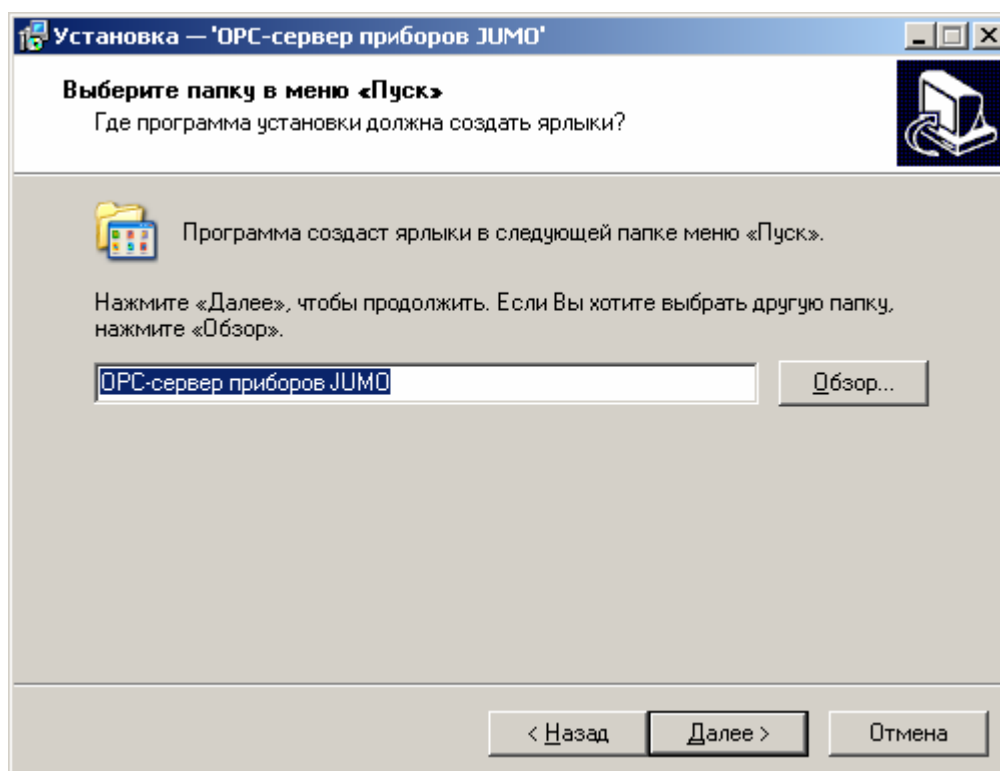 Установка — 'OPC-сервер приборов JUMO'
Выберите папку в меню «Пуск»
Где программа установки должна создать ярлыки?
Программа создаст ярлыки в следующей папке меню «Пуск».
Нажмите «Далее», чтобы продолжить. Если Вы хотите выбрать другую папку,
нажмите «Обзор».
OPC-сервер приборов JUMO
Обзор...
< Назад
Далее >
Отмена